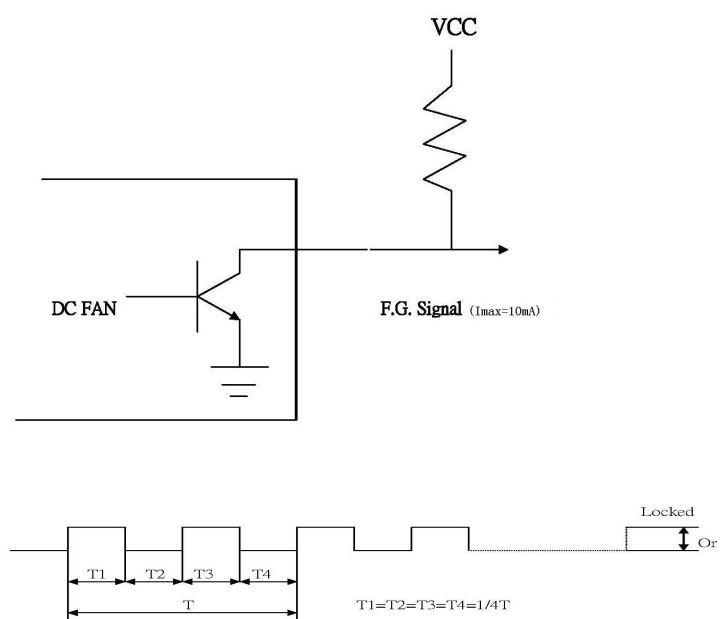 VCC
DC FAN
F.G. Signal (Imax=10mA)
Locked
Or
T1 T2 T3 T4
T
T1=T2=T3=T4=1/4T